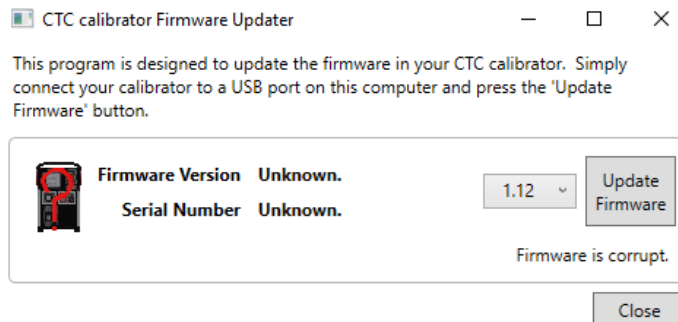 CTC calibrator Firmware Updater
This program is designed to update the firmware in your CTC calibrator. Simply
connect your calibrator to a USB port on this computer and press the 'Update
Firmware' button.
Firmware Version Unknown.
Serial Number Unknown.
1.12
Update
Firmware
Firmware is corrupt.
Close